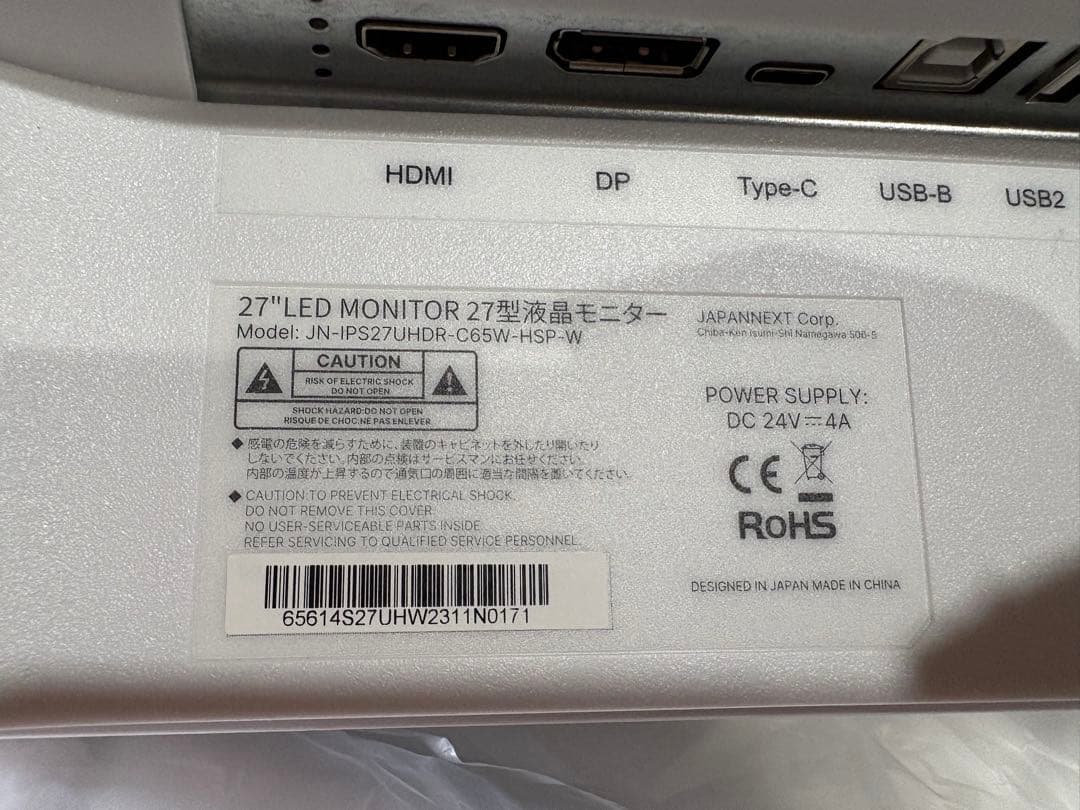 HDMI DP Type-C USB-B USB2
27"LED MONITOR 27型液晶モニター
Model: JN-IPS27UHDR-C65W-HSP-W
CAUTION
RISK OF ELECTRIC SHOCK
DO NOT OPEN
SHOCK HAZARD:DO NOT OPEN
RISQUE DE CHOC:NE PAS ENLEVER
◆ 感電の危険を減らすために、装置のキャビネットを外したり開いたり
しないでください。内部の点検はサービスマンにお任せください。
内部の温度が上昇するので通気口の周囲に適当な間隔を置いてください。
◆ CAUTION:TO PREVENT ELECTRICAL SHOCK,
DO NOT REMOVE THIS COVER.
NO USER-SERVICEABLE PARTS INSIDE.
REFER SERVICING TO QUALIFIED SERVICE PERSONNEL.
65614S27UHW2311N0171
JAPANNEXT Corp.
Chiba-Ken Isumi-Shi Namegawa 506-5
POWER SUPPLY:
DC 24V⎓4A
CE
RoHS
DESIGNED IN JAPAN MADE IN CHINA